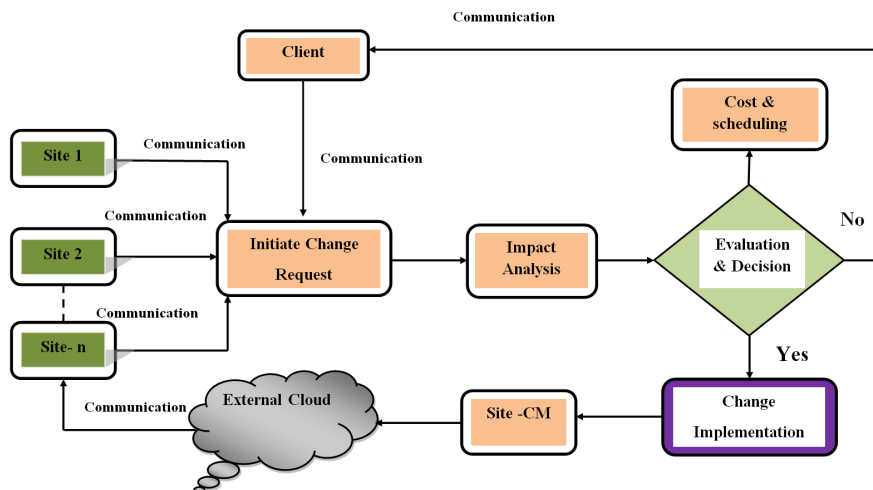 Communication
Client
Cost &
scheduling
Communication
Site 1
Communication
Communication
Site 2
Initiate Change
Request
Impact
Analysis
Evaluation
& Decision
No
Communication
Site- n
Yes
Communication
External Cloud
Site -CM
Change
Implementation